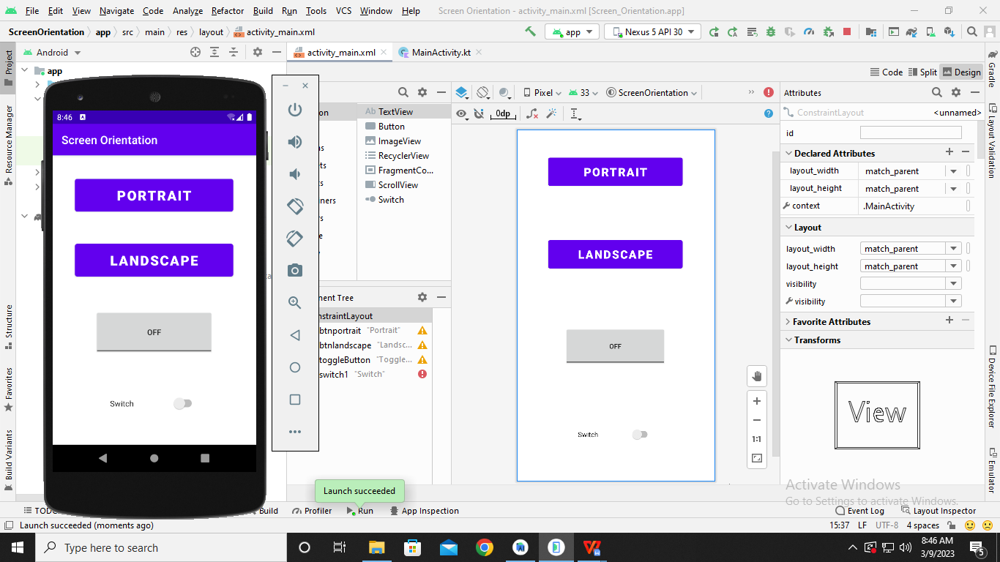 File Edit View Navigate Code Analyze Refactor Build Run Tools VCS Window Help Screen Orientation - activity_main.xml [Screen_Orientation.app]
ScreenOrientation app src main res layout activity_main.xml app Nexus 5 API 30
Project
Resource Manager
Structure
Favorites
Build Variants
Android
app
8:46
Screen Orientation
PORTRAIT
LANDSCAPE
OFF
Switch
activity_main.xml MainActivity.kt
Code Split Design
Ab TextView
Button
ImageView
RecyclerView
FragmentCo...
ScrollView
Switch
Pixel 33 ScreenOrientation
0dp
PORTRAIT
LANDSCAPE
OFF
Switch
1:1
btnportrait "Portrait"
btnlandscape "Landsc...
toggleButton "Toggle...
switch1 "Switch"
Attributes
ConstraintLayout <unnamed>
id
Declared Attributes
layout_width match_parent
layout_height match_parent
context .MainActivity
Layout
layout_width match_parent
layout_height match_parent
visibility
visibility
Favorite Attributes
Transforms
View
Gradle
Layout Validation
Device File Explorer
Emulator
Activate Windows
Go to Settings to activate Windows.
Launch succeeded
Build Profiler Run App Inspection Event Log Layout Inspector
Launch succeeded (moments ago) 15:37 LF UTF-8 4 spaces
Type here to search
8:46 AM
3/9/2023
5